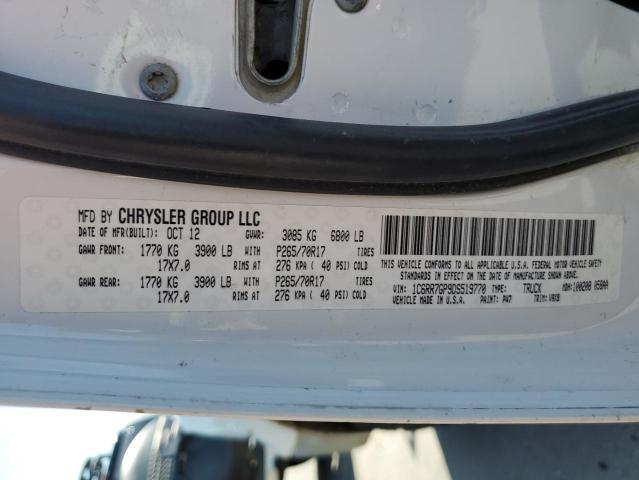 MFD BY CHRYSLER GROUP LLC
DATE OF MFR(BUILT): OCT 12 GVWR: 3085 KG 6800 LB
GAWR FRONT: 1770 KG 3900 LB WITH P265/70R17 TIRES
17X7.0 RIMS AT 276 KPA ( 40 PSI) COLD
GAWR REAR: 1770 KG 3900 LB WITH P265/70R17 TIRES
17X7.0 RIMS AT 276 KPA ( 40 PSI) COLD
THIS VEHICLE CONFORMS TO ALL APPLICABLE U.S.A. FEDERAL MOTOR VEHICLE SAFETY
STANDARDS IN EFFECT ON THE DATE OF MANUFACTURE SHOWN ABOVE.
VIN: 1C6RR7GP9DS519770 TYPE: TRUCK MDH: 100208
PAINT: PW7 TRIM: V8X9